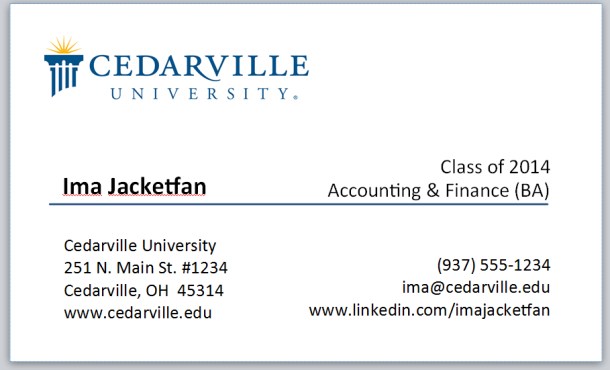 CEDARVILLE
UNIVERSITY®
Class of 2014
Ima Jacketfan
Accounting & Finance (BA)
Cedarville University
251 N. Main St. #1234
Cedarville, OH  45314
www.cedarville.edu
(937) 555-1234
ima@cedarville.edu
www.linkedin.com/imajacketfan